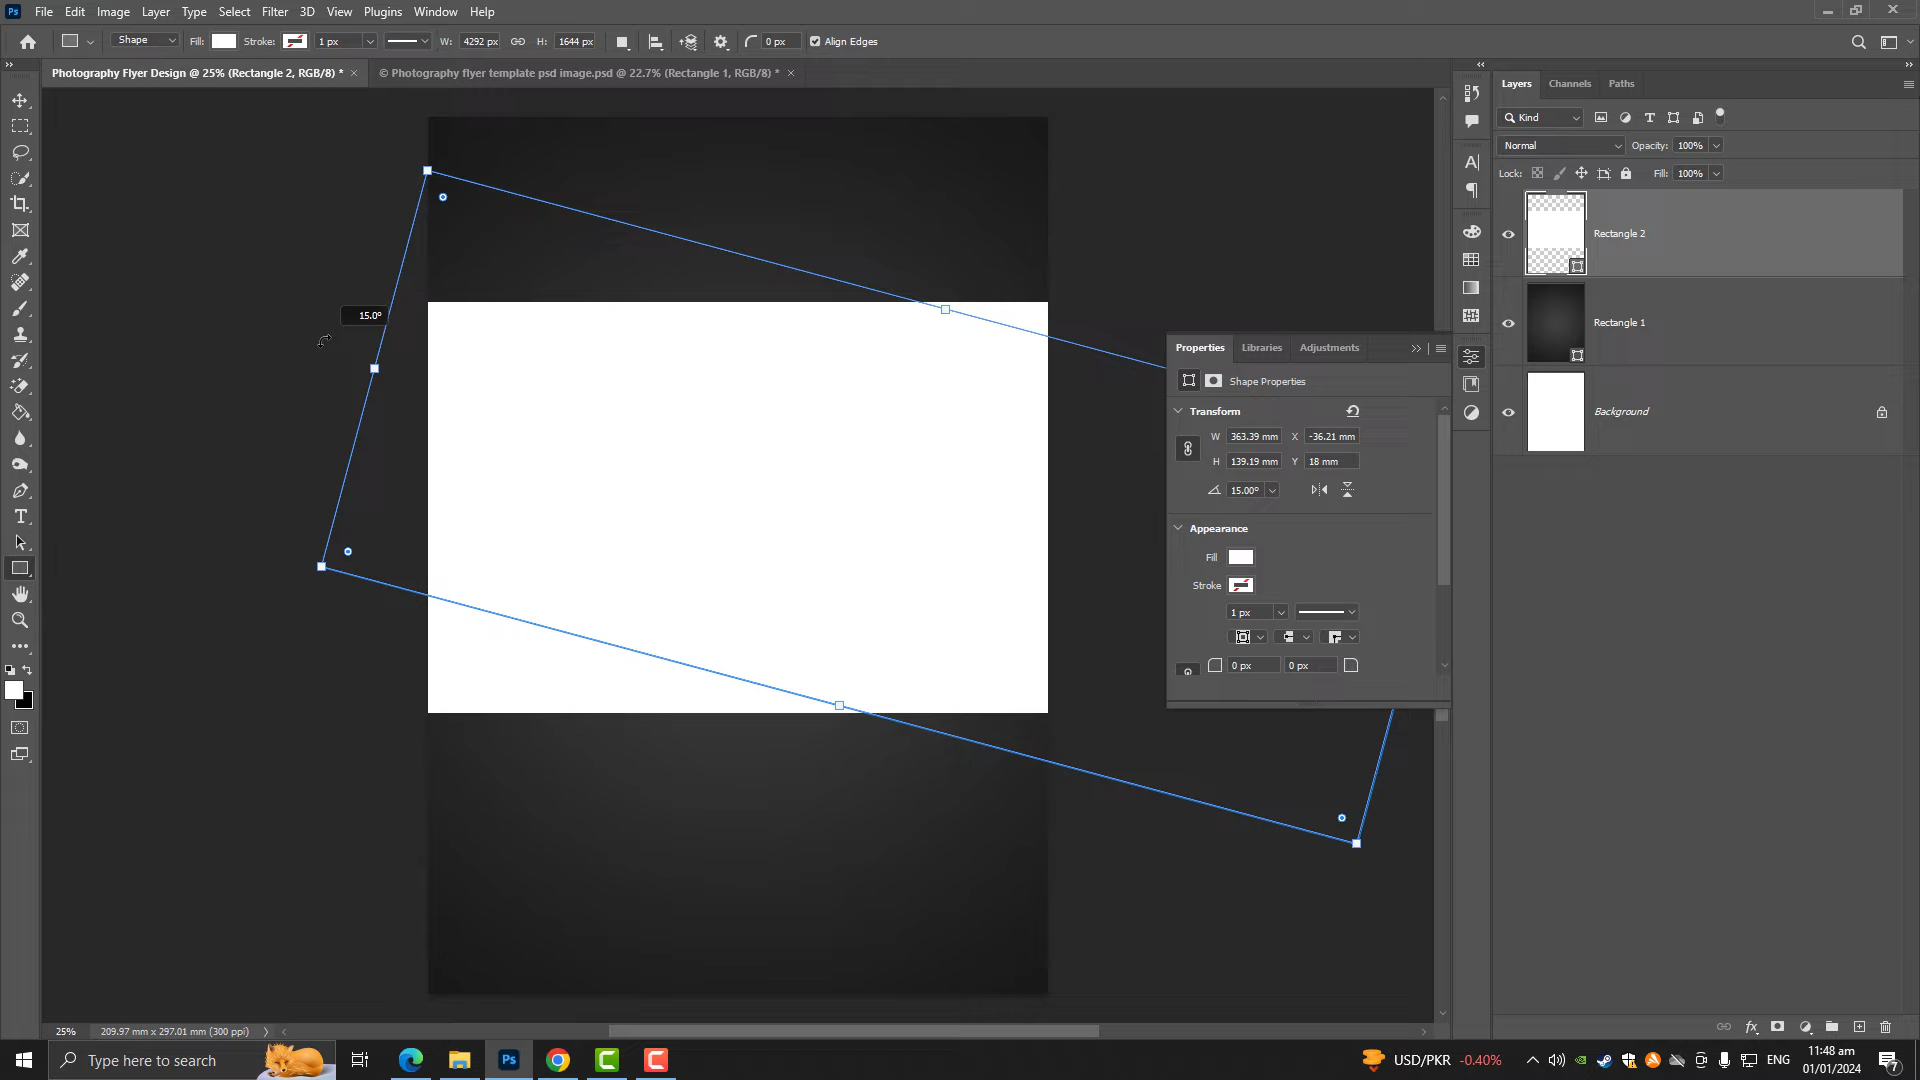 Ps File Edit Image Layer Type Select Filter 3D View Plugins Window Help
Shape Fill: Stroke: 1 px W: 4292 px H: 1644 px 0 px Align Edges
Photography Flyer Design @ 25% (Rectangle 2, RGB/8) * × © Photography flyer template psd image.psd @ 22.7% (Rectangle 1, RGB/8) * ×
Layers Channels Paths
Kind
Normal Opacity: 100%
Lock: Fill: 100%
Rectangle 2
Rectangle 1
Background
15.0°
Properties Libraries Adjustments
Shape Properties
Transform
W 363.39 mm X -36.21 mm
H 139.19 mm Y 18 mm
15.00°
Appearance
Fill
Stroke
1 px
0 px 0 px
25% 209.97 mm x 297.01 mm (300 ppi)
Type here to search
Ps
USD/PKR -0.40%
ENG
11:48 am
01/01/2024
7